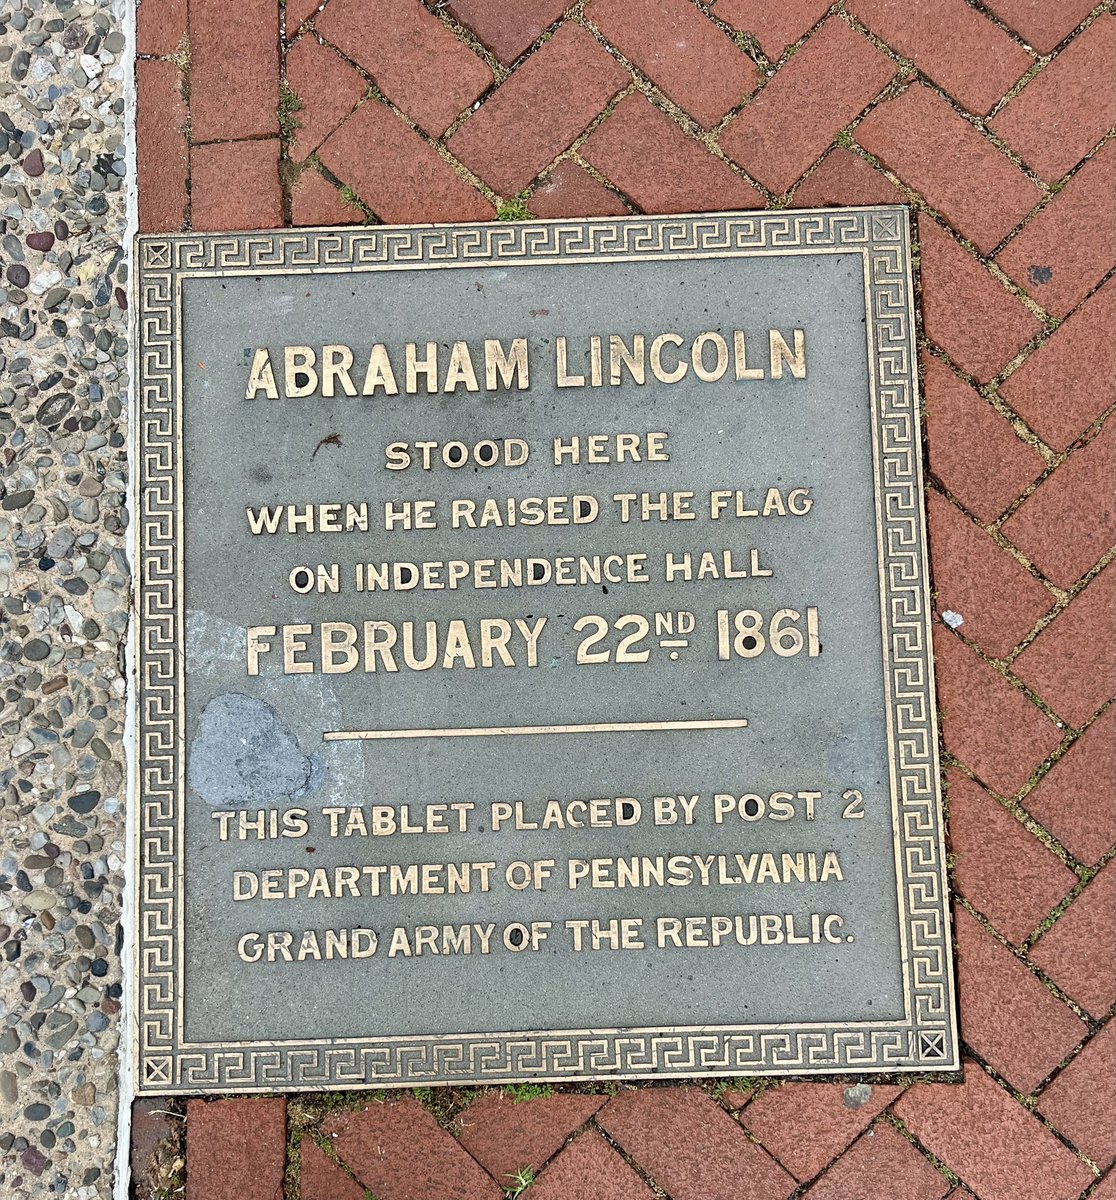 ABRAHAM LINCOLN
STOOD HERE
WHEN HE RAISED THE FLAG
ON INDEPENDENCE HALL
FEBRUARY 22ND 1861
THIS TABLET PLACED BY POST 2
DEPARTMENT OF PENNSYLVANIA
GRAND ARMY OF THE REPUBLIC.